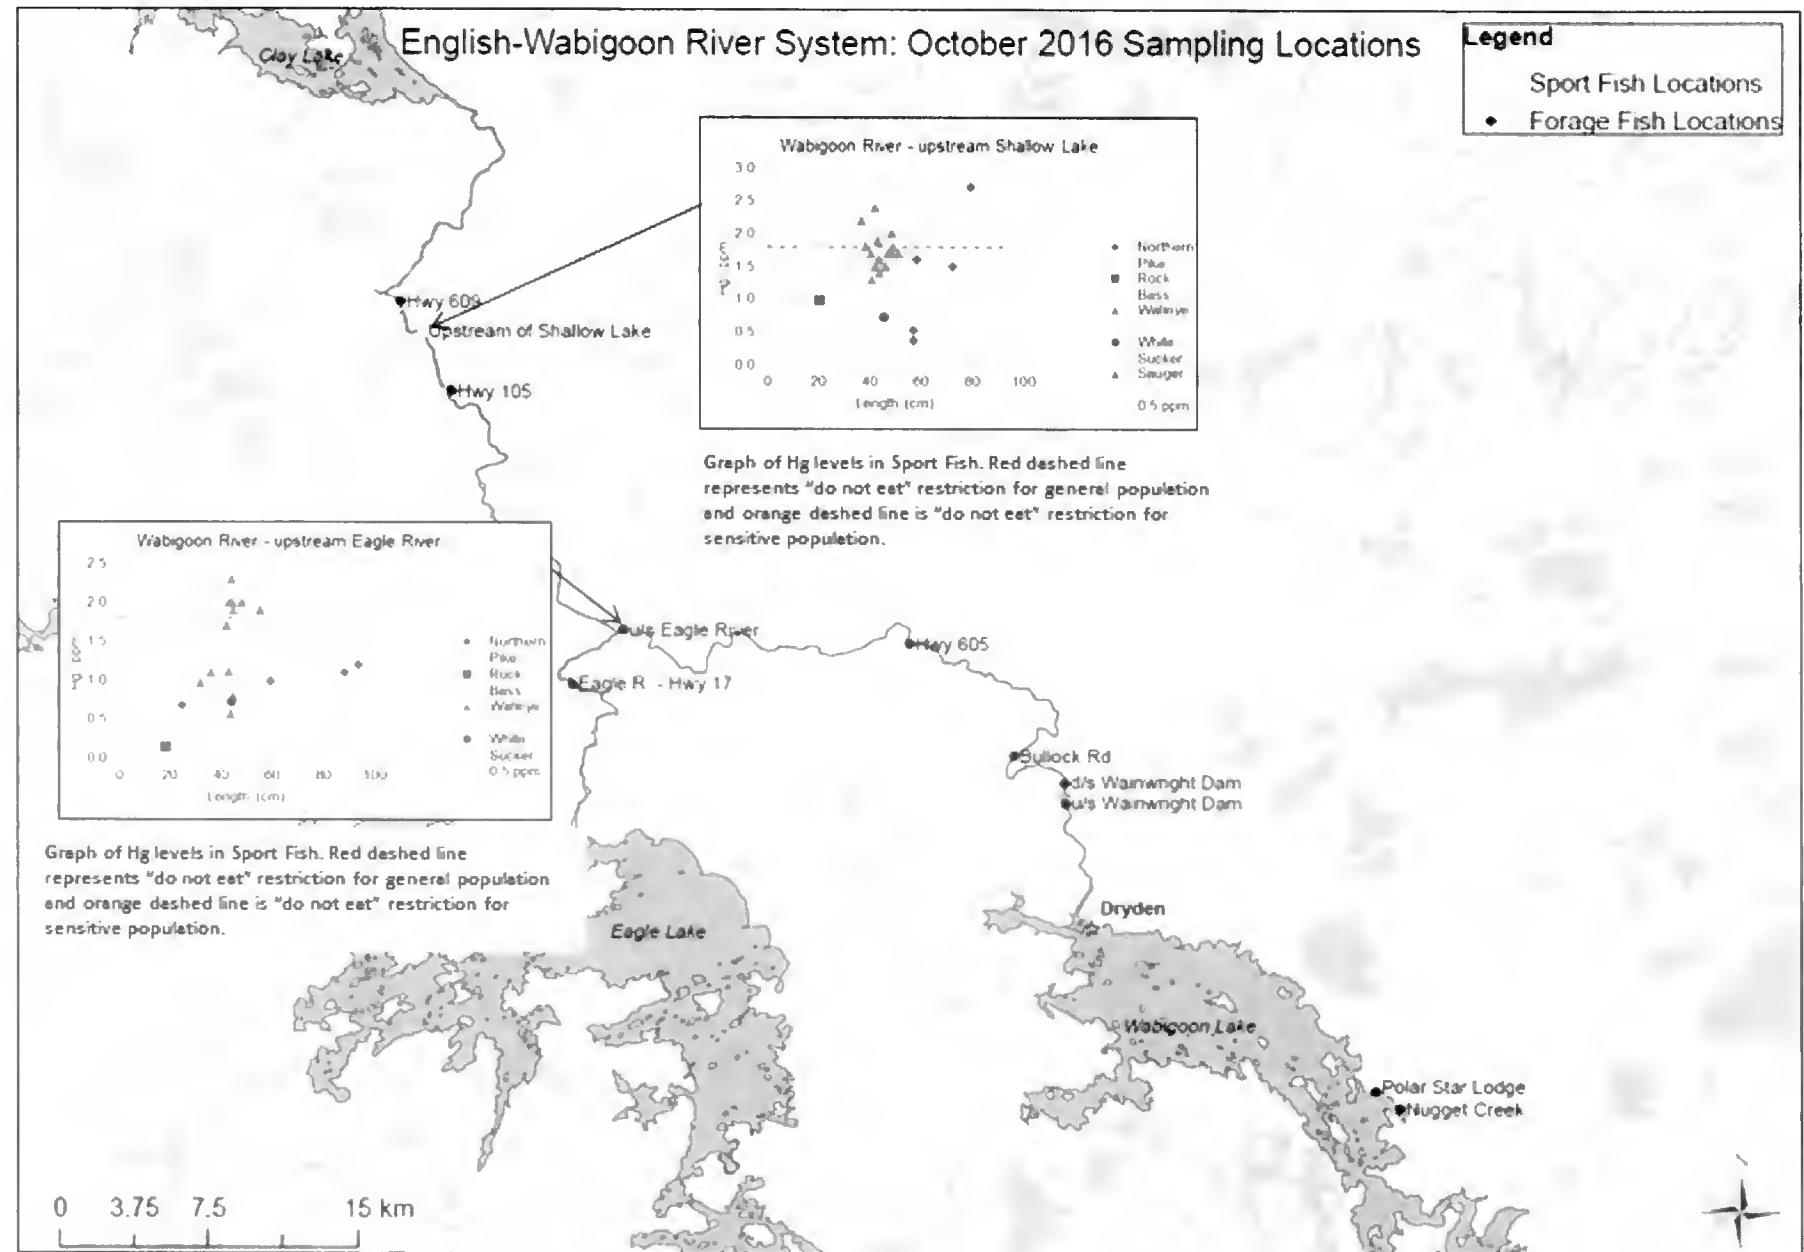 English-Wabigoon River System: October 2016 Sampling Locations
Legend
Sport Fish Locations
Forage Fish Locations
Clay Lake
Wabigoon River - upstream Shallow Lake
3.0
2.5
2.0
1.5
1.0
0.5
0.0
0 20 40 60 80 100
Length (cm)
Northern
Pike
Rock
Bass
Walleye
White
Sucker
Sauger
0.5 ppm
Graph of Hg levels in Sport Fish. Red dashed line
represents "do not eat" restriction for general population
and orange dashed line is "do not eat" restriction for
sensitive population.
Hwy 609
Upstream of Shallow Lake
Hwy 105
Wabigoon River - upstream Eagle River
2.5
2.0
1.5
1.0
0.5
0.0
0 20 40 60 80 100
Length (cm)
Northern
Pike
Rock
Bass
Walleye
White
Sucker
0.5 ppm
Graph of Hg levels in Sport Fish. Red dashed line
represents "do not eat" restriction for general population
and orange dashed line is "do not eat" restriction for
sensitive population.
u/s Eagle River
Hwy 605
Eagle R - Hwy 17
Bullock Rd
d/s Wainwright Dam
u/s Wainwright Dam
Dryden
Eagle Lake
Wabigoon Lake
Polar Star Lodge
Nugget Creek
0 3.75 7.5 15 km